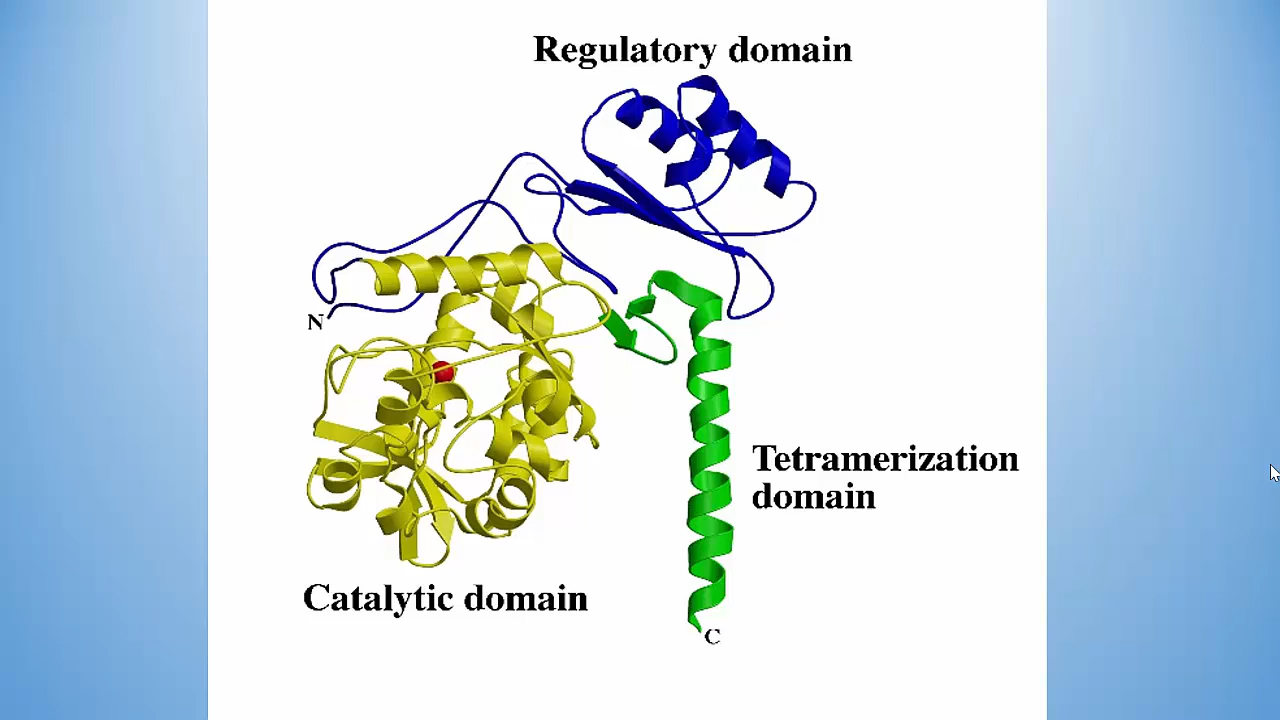 Regulatory domain
N
Tetramerization
domain
Catalytic domain
C